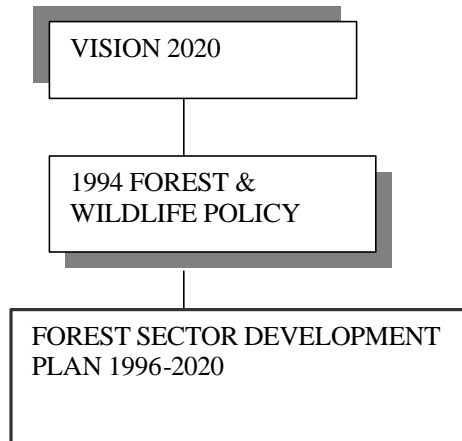 VISION 2020
1994 FOREST &
WILDLIFE POLICY
FOREST SECTOR DEVELOPMENT
PLAN 1996-2020